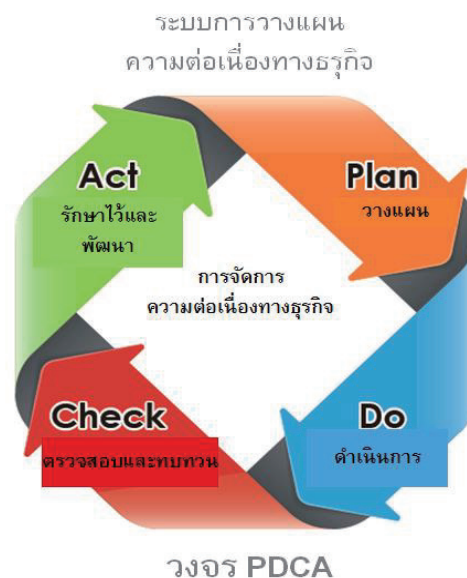 ระบบการวางแผน
ความต่อเนื่องทางธรุกิจ
Act
รักษาไว้และ
พัฒนา
Plan
วางแผน
การจัดการ
ความต่อเนื่องทางธุรกิจ
Check
ตรวจสอบและทบทวน
Do
ดำเนินการ
วงจร PDCA